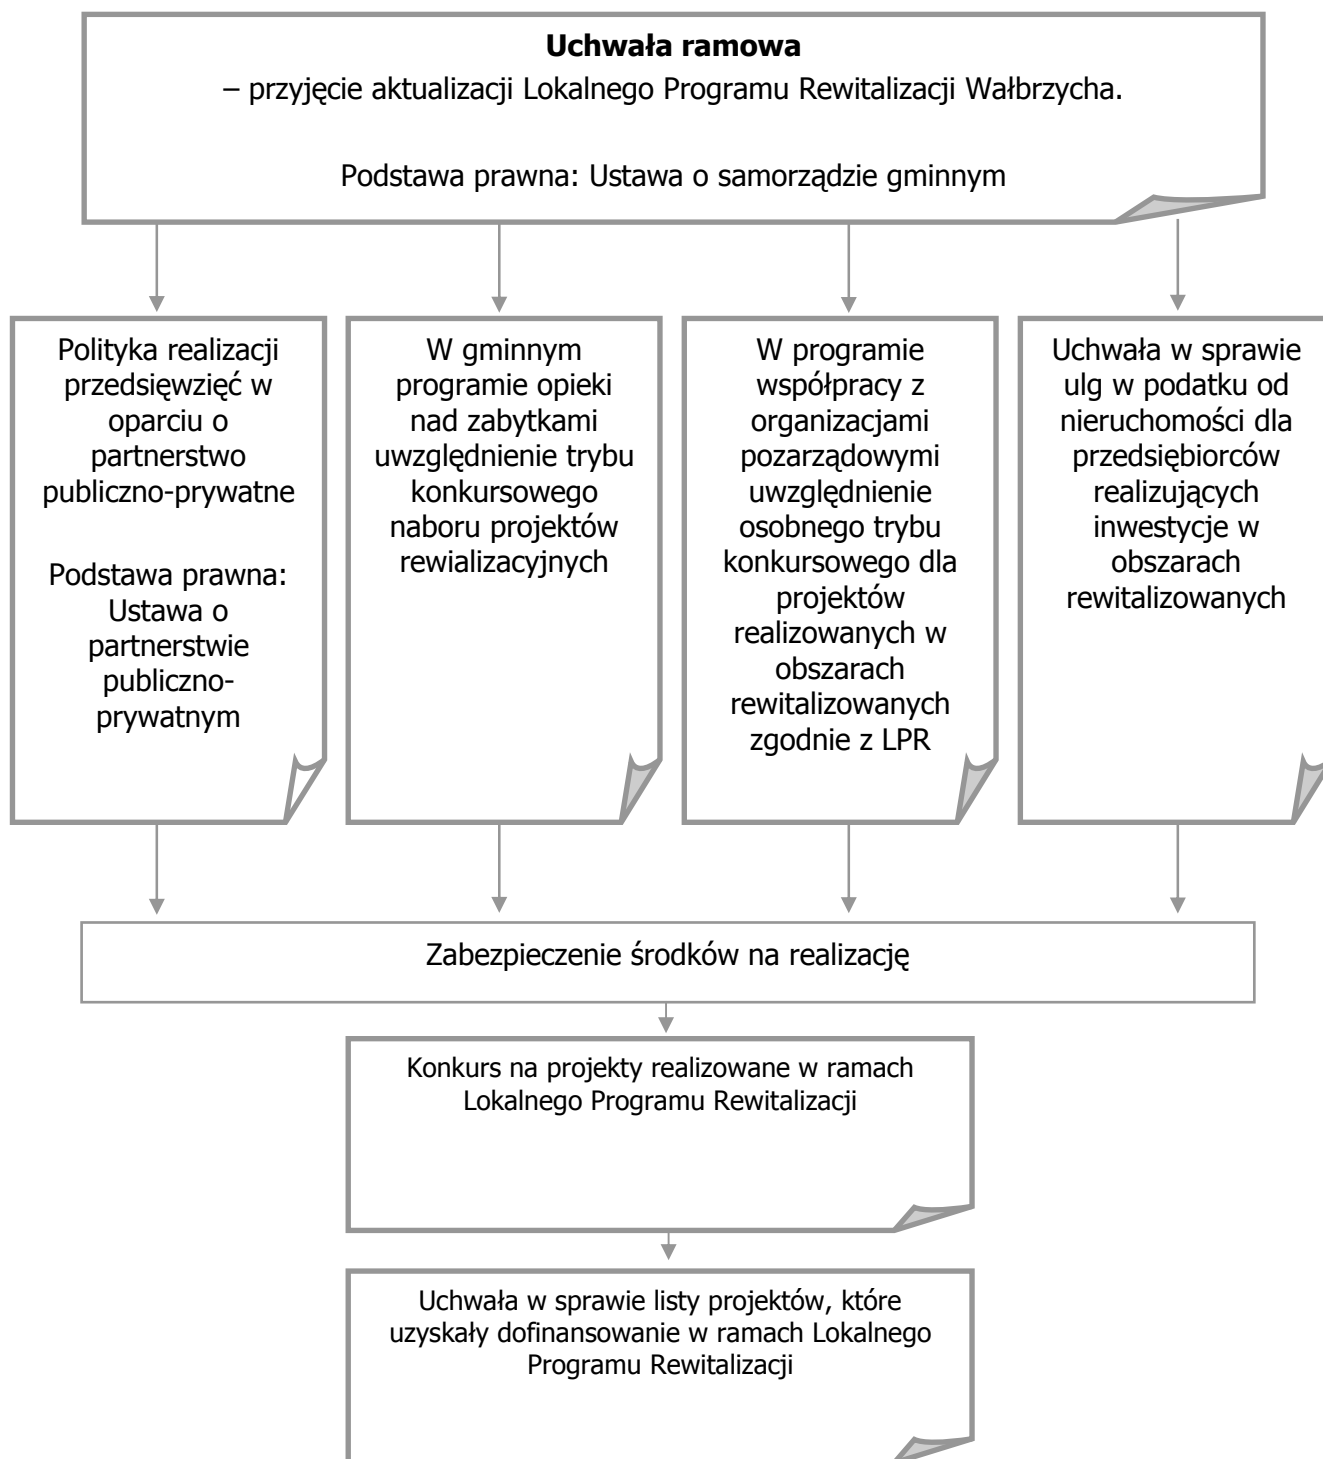 Uchwała ramowa
– przyjęcie aktualizacji Lokalnego Programu Rewitalizacji Wałbrzycha.
Podstawa prawna: Ustawa o samorządzie gminnym
Polityka realizacji
przedsięwzięć w
oparciu o
partnerstwo
publiczno-prywatne
Podstawa prawna:
Ustawa o
partnerstwie
publiczno-
prywatnym
W gminnym
programie opieki
nad zabytkami
uwzględnienie trybu
konkursowego
naboru projektów
rewializacyjnych
W programie
współpracy z
organizacjami
pozarządowymi
uwzględnienie
osobnego trybu
konkursowego dla
projektów
realizowanych w
obszarach
rewitalizowanych
zgodnie z LPR
Uchwała w sprawie
ulg w podatku od
nieruchomości dla
przedsiębiorców
realizujących
inwestycje w
obszarach
rewitalizowanych
Zabezpieczenie środków na realizację
Konkurs na projekty realizowane w ramach
Lokalnego Programu Rewitalizacji
Uchwała w sprawie listy projektów, które
uzyskały dofinansowanie w ramach Lokalnego
Programu Rewitalizacji